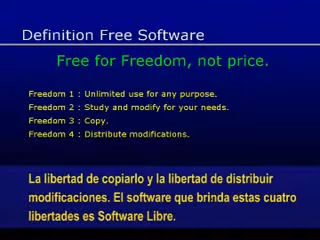 Definition Free Software
Free for Freedom, not price.
Freedom 1 : Unlimited use for any purpose.
Freedom 2 : Study and modify for your needs.
Freedom 3 : Copy.
Freedom 4 : Distribute modifications.
La libertad de copiarlo y la libertad de distribuir
modificaciones. El software que brinda estas cuatro
libertades es Software Libre.